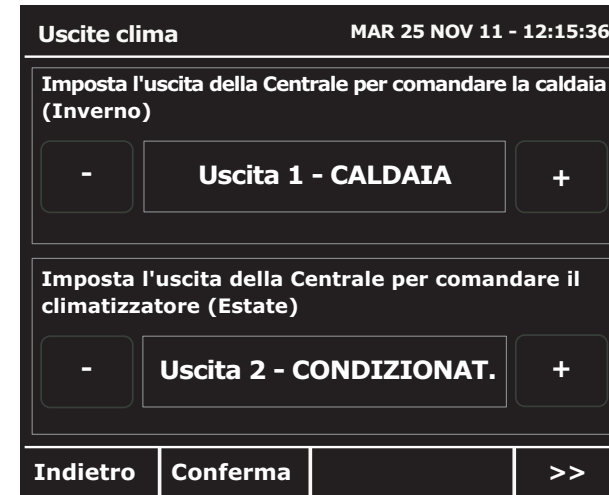 Uscite clima MAR 25 NOV 11 - 12:15:36
Imposta l'uscita della Centrale per comandare la caldaia
(Inverno)
- Uscita 1 - CALDAIA +
Imposta l'uscita della Centrale per comandare il
climatizzatore (Estate)
- Uscita 2 - CONDIZIONAT. +
Indietro Conferma >>